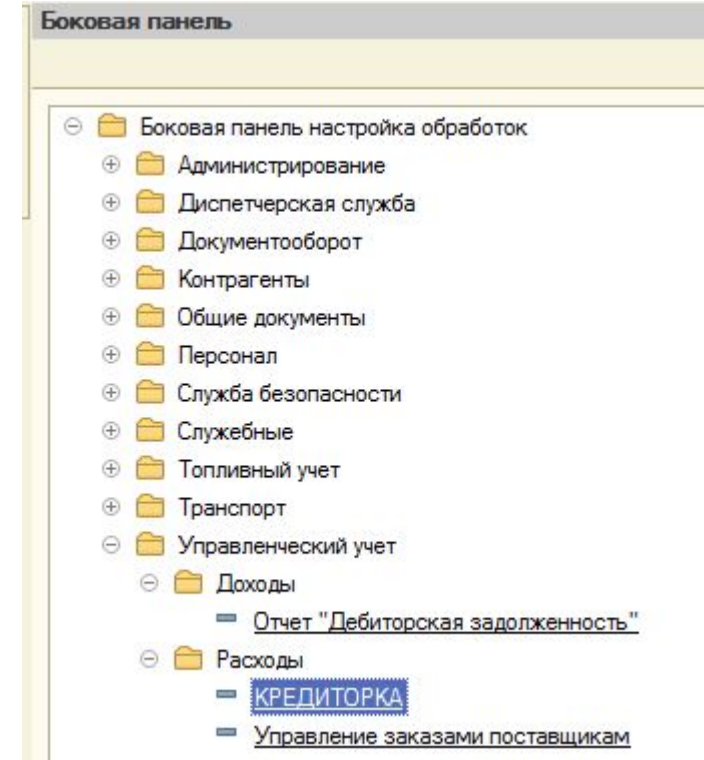 Боковая панель
Боковая панель настройка обработок
Администрирование
Диспетчерская служба
Документооборот
Контрагенты
Общие документы
Персонал
Служба безопасности
Служебные
Топливный учет
Транспорт
Управленческий учет
Доходы
Отчет "Дебиторская задолженность"
Расходы
КРЕДИТОРКА
Управление заказами поставщикам